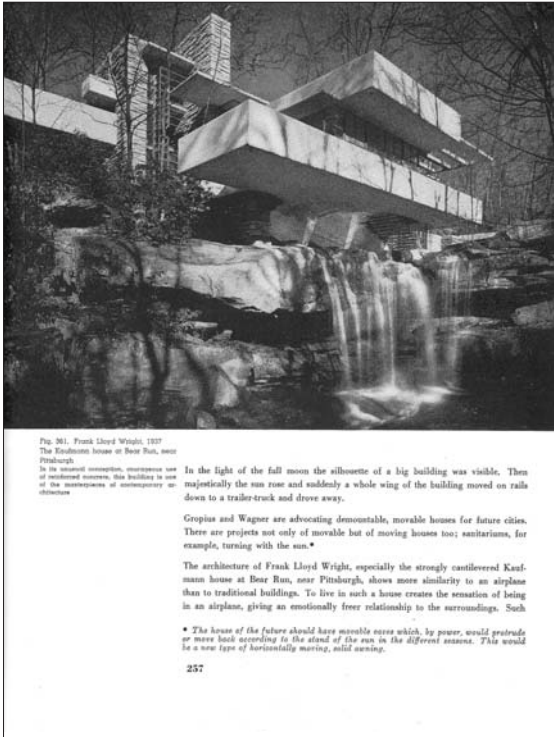 Fig. 361. Frank Lloyd Wright, 1937
The Kaufmann house at Bear Run, near
Pittsburgh
In its unusual conception, courageous use
of reinforced concrete, this building is one
of the masterpieces of contemporary ar-
chitecture
In the light of the full moon the silhouette of a big building was visible. Then
majestically the sun rose and suddenly a whole wing of the building moved on rails
down to a trailer-truck and drove away.
Gropius and Wagner are advocating demountable, movable houses for future cities.
There are projects not only of movable but of moving houses too; sanitariums, for
example, turning with the sun.*
The architecture of Frank Lloyd Wright, especially the strongly cantilevered Kauf-
mann house at Bear Run, near Pittsburgh, shows more similarity to an airplane
than to traditional buildings. To live in such a house creates the sensation of being
in an airplane, giving an emotionally freer relationship to the surroundings. Such
* The house of the future should have movable eaves which, by power, would protrude
or move back according to the stand of the sun in the different seasons. This would
be a new type of horizontally moving, solid awning.
257